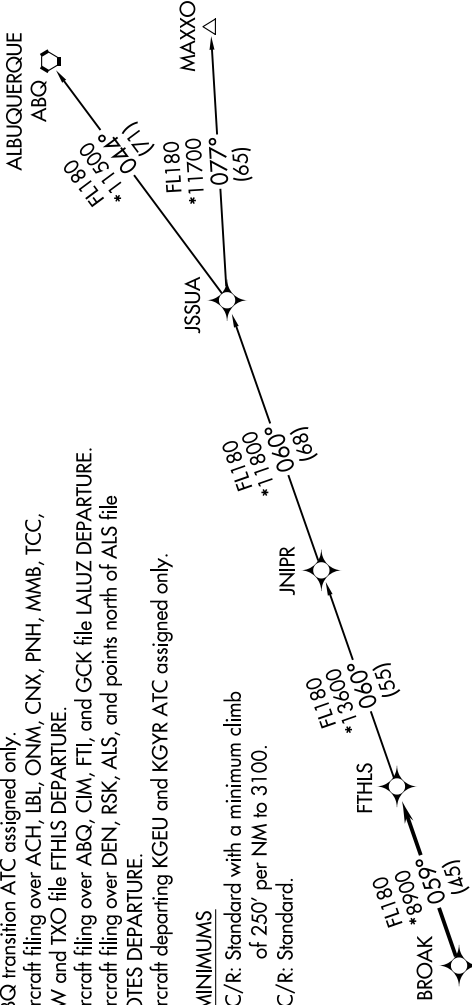 BQ transition ATC assigned only.
rcraft filing over ACH, LBL, ONM, CNX, PNH, MMB, TCC,
W and TXO file FTHLS DEPARTURE.
rcraft filing over ABQ, CIM, FTI, and GCK file LALUZ DEPARTURE.
rcraft filing over DEN, RSK, ALS, and points north of ALS file
OTES DEPARTURE.
rcraft departing KGEU and KGYR ATC assigned only.
MINIMUMS
C/R: Standard with a minimum climb
of 250' per NM to 3100.
C/R: Standard.
ALBUQUERQUE
ABQ
FL180
*11500
044°
(71)
MAXXO
FL180
*11700
077°
(65)
JSSUA
FL180
*11800
060°
(68)
JNIPR
FL180
*13600
060°
(55)
FTHLS
FL180
*8900
059°
(45)
BROAK